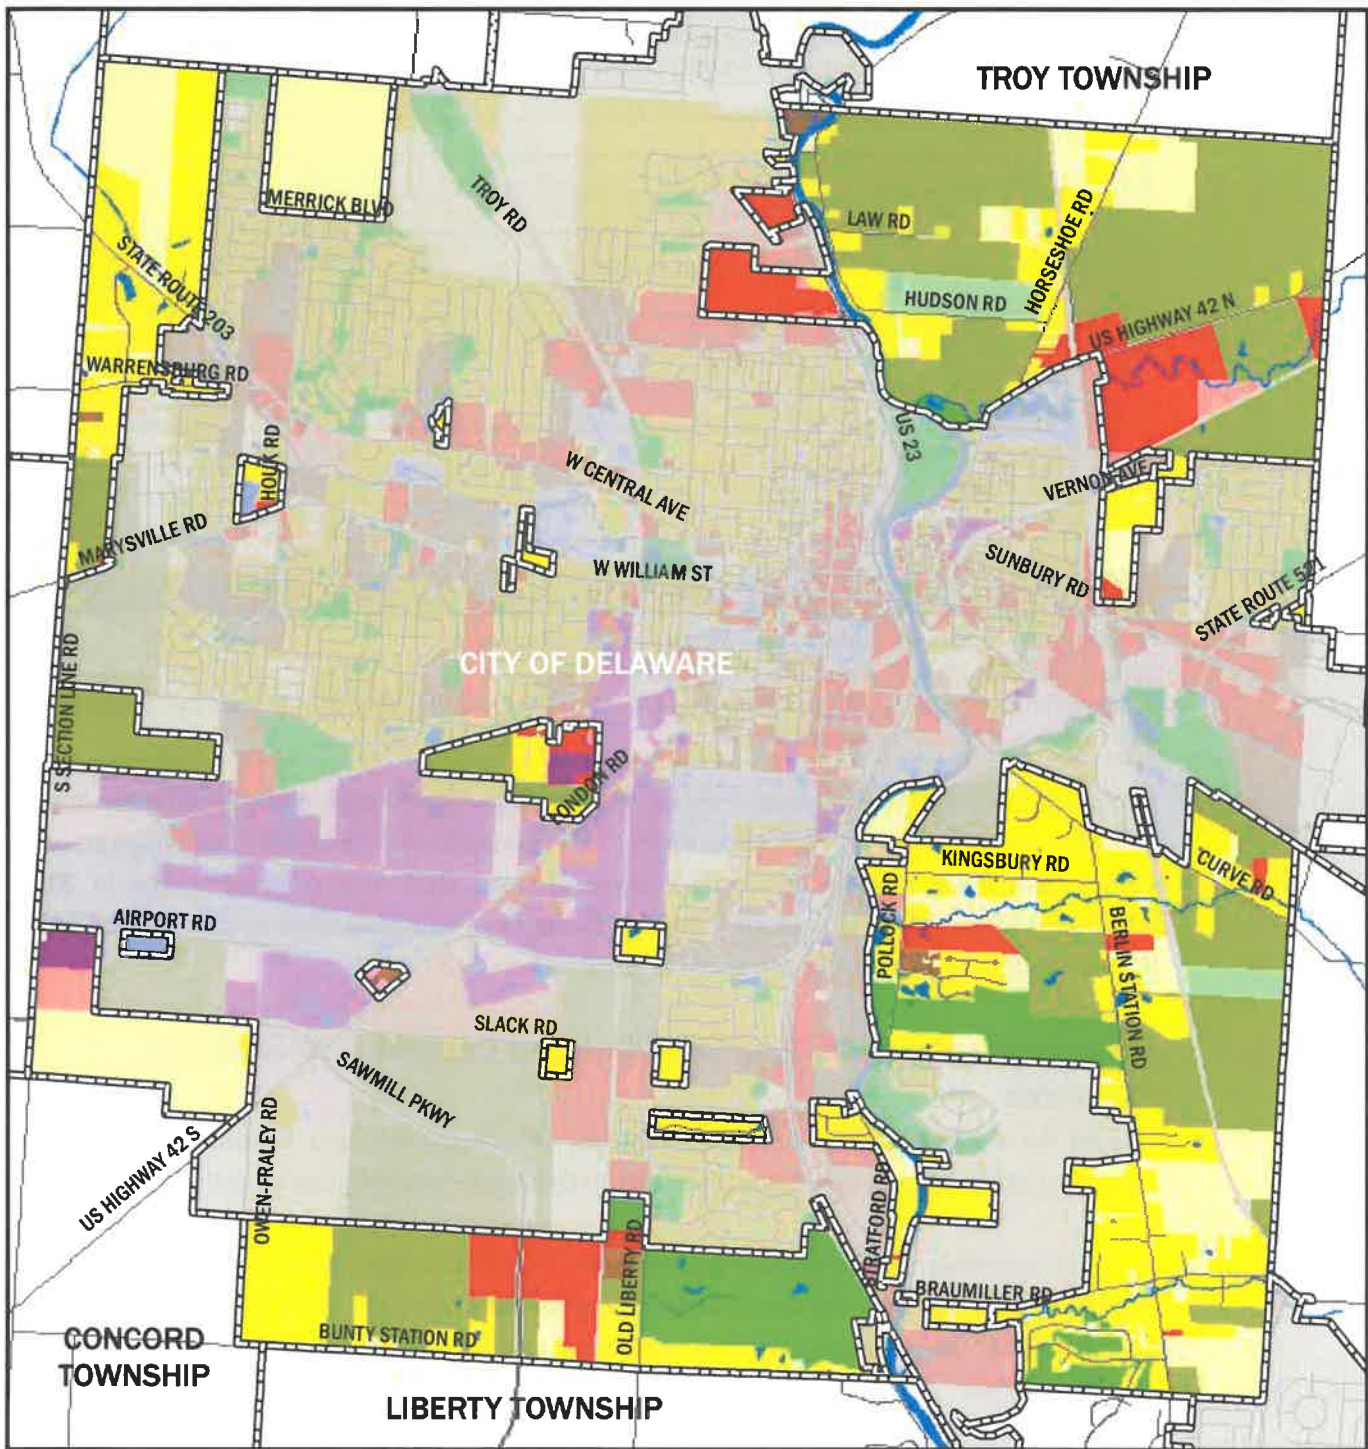 TROY TOWNSHIP
MERRICK BLVD
TROY RD
LAW RD
HORSESHOE RD
STATE ROUTE 203
HUDSON RD
US HIGHWAY 42 N
WARRENSBURG RD
US 23
HOUK RD
W CENTRAL AVE
VERNON AVE
MARYSVILLE RD
W WILLIAM ST
SUNBURY RD
STATE ROUTE 521
CITY OF DELAWARE
S SECTION LINE RD
LONDON RD
KINGSBURY RD
CURVE RD
POLLOCK RD
AIRPORT RD
BERLIN STATION RD
SLACK RD
SAWMILL PKWY
OWEN-FRALEY RD
US HIGHWAY 42 S
STRATFORD RD
OLD LIBERTY RD
BRAUMILLER RD
BUNTY STATION RD
CONCORD
TOWNSHIP
LIBERTY TOWNSHIP